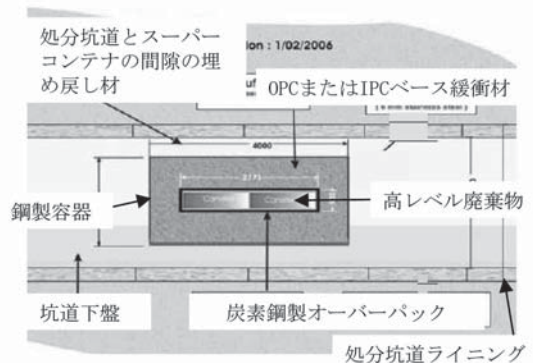 処分坑道とスーパー
コンテナの間隙の埋
め戻し材
on : 1/02/2006
OPCまたはIPCベース緩衝材
4000
鋼製容器
高レベル廃棄物
坑道下盤
炭素鋼製オーバーパック
処分坑道ライニング